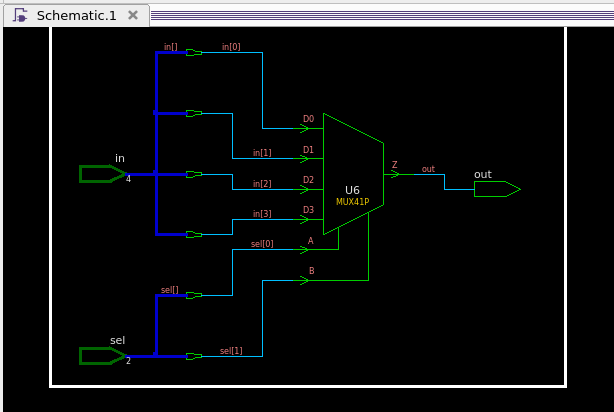 Schematic.1
in[]
in[0]
D0
in
D1
in[1]
Z
out
out
4
in[2]
D2
U6
MUX41P
in[3]
D3
sel[0]
A
B
sel[]
sel
sel[1]
2